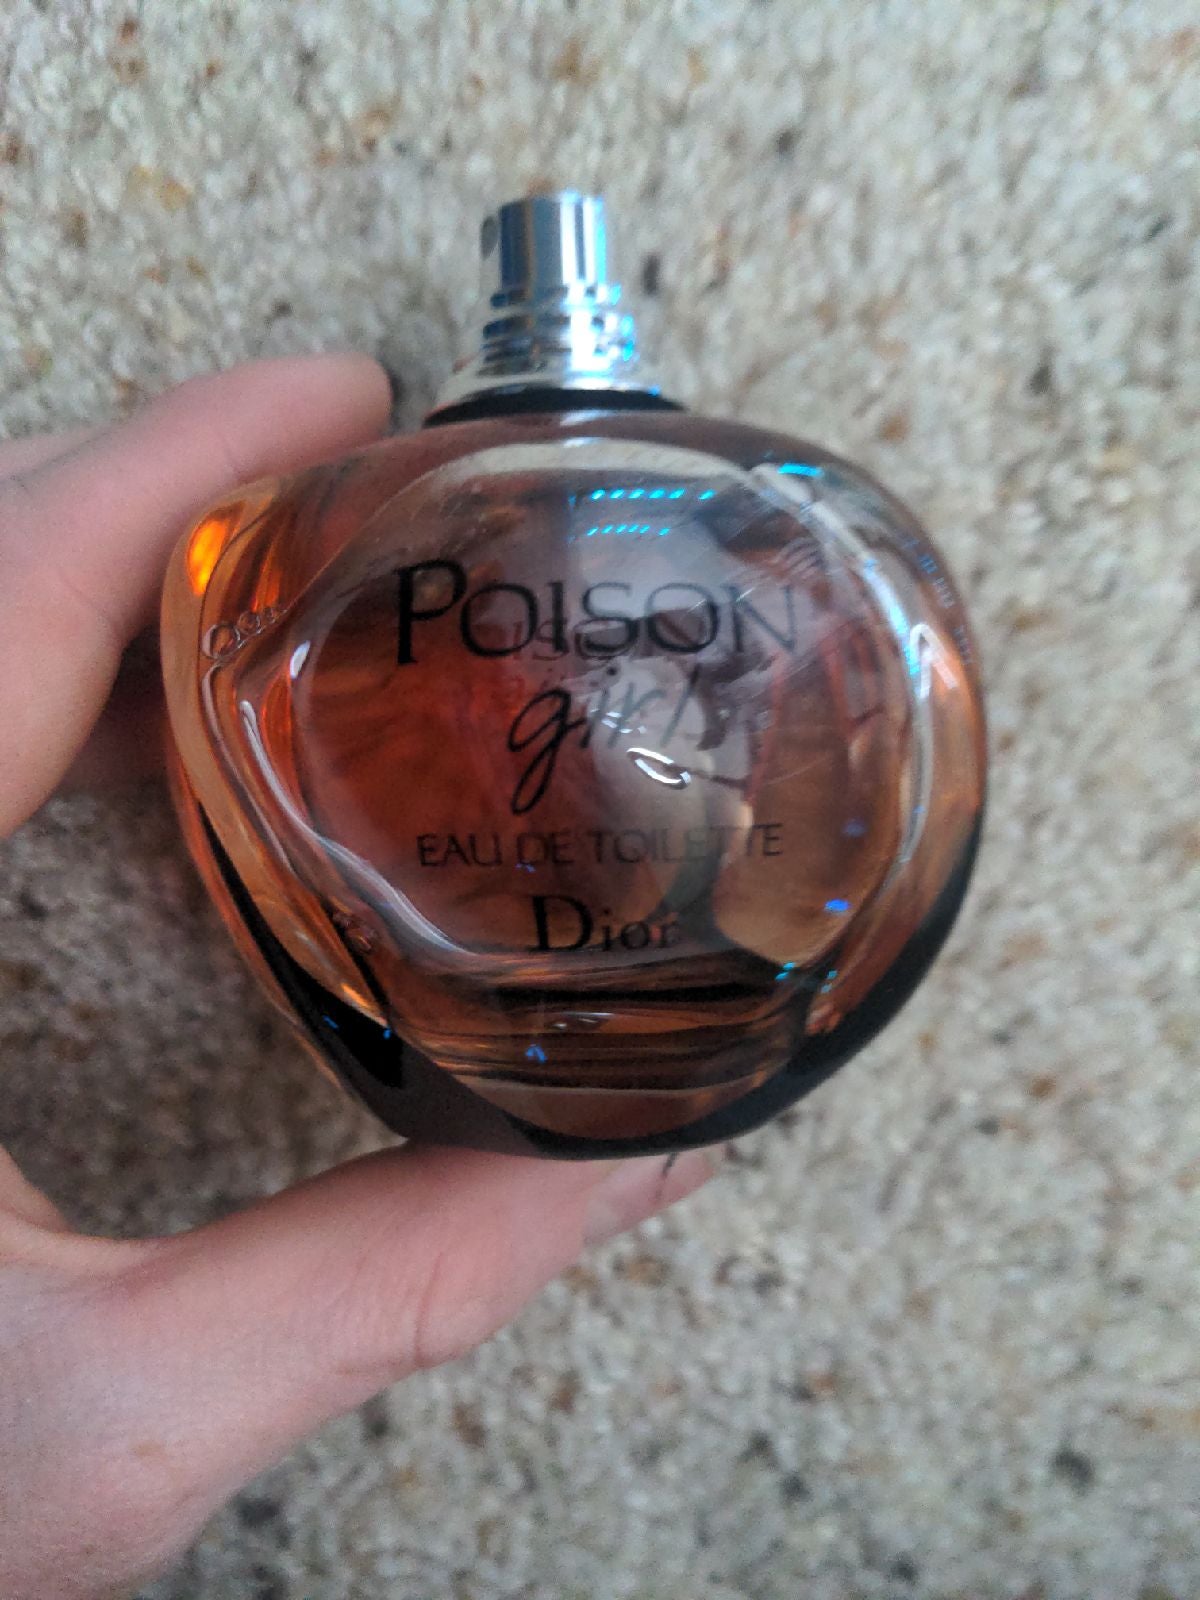 POISON
girl
EAU DE TOILETTE
Dior